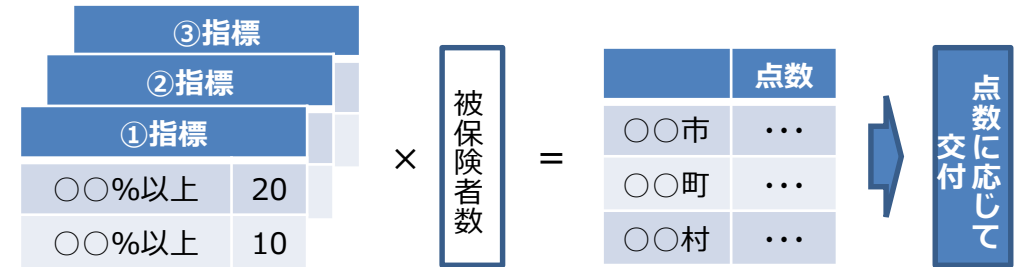 ③指標
②指標
①指標
○○%以上 20
○○%以上 10
×
被保険者数
=
点数
○○市 ・・・
○○町 ・・・
○○村 ・・・
点数に応じて
交付